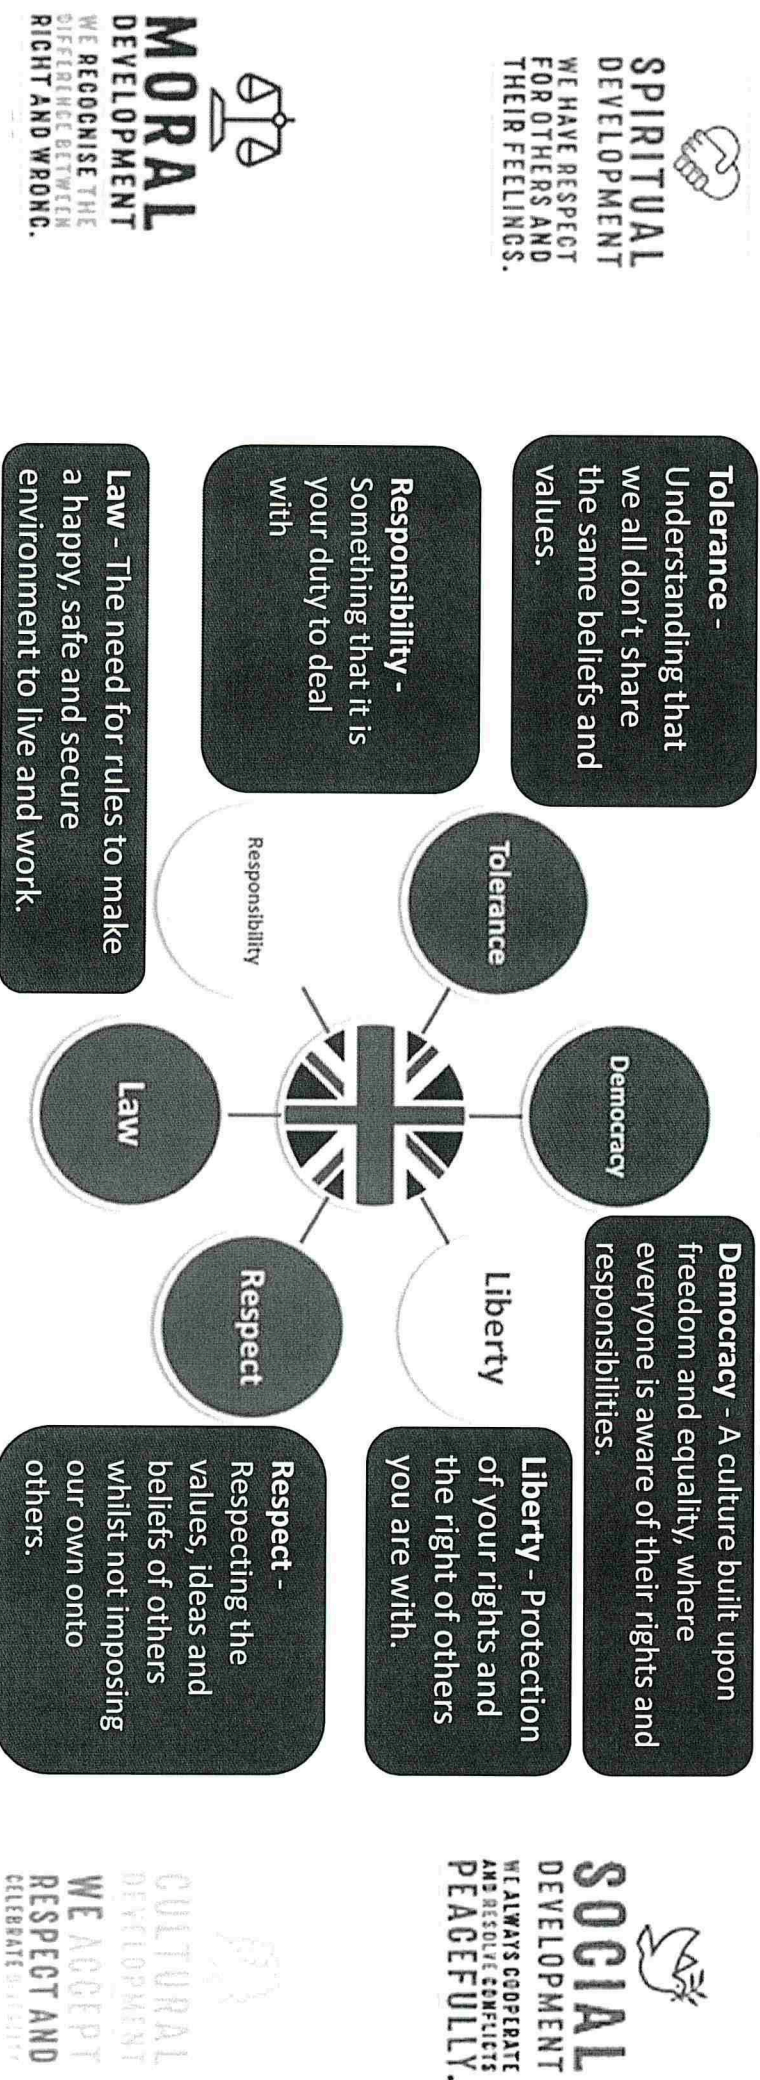 SPIRITUAL
DEVELOPMENT
WE HAVE RESPECT
FOR OTHERS AND
THEIR FEELINGS.
MORAL
DEVELOPMENT
WE RECOGNISE THE
DIFFERENCE BETWEEN
RIGHT AND WRONG.
Tolerance -
Understanding that
we all don't share
the same beliefs and
values.
Responsibility -
Something that it is
your duty to deal
with
Law - The need for rules to make
a happy, safe and secure
environment to live and work.
Tolerance
Responsibility
Democracy
Law
Liberty
Respect
Democracy - A culture built upon
freedom and equality, where
everyone is aware of their rights and
responsibilities.
Liberty - Protection
of your rights and
the right of others
you are with.
Respect -
Respecting the
values, ideas and
beliefs of others
whilst not imposing
our own onto
others.
SOCIAL
DEVELOPMENT
WE ALWAYS COOPERATE
AND RESOLVE CONFLICTS
PEACEFULLY.
CULTURAL
DEVELOPMENT
WE ACCEPT
RESPECT AND
CELEBRATE DIVERSITY